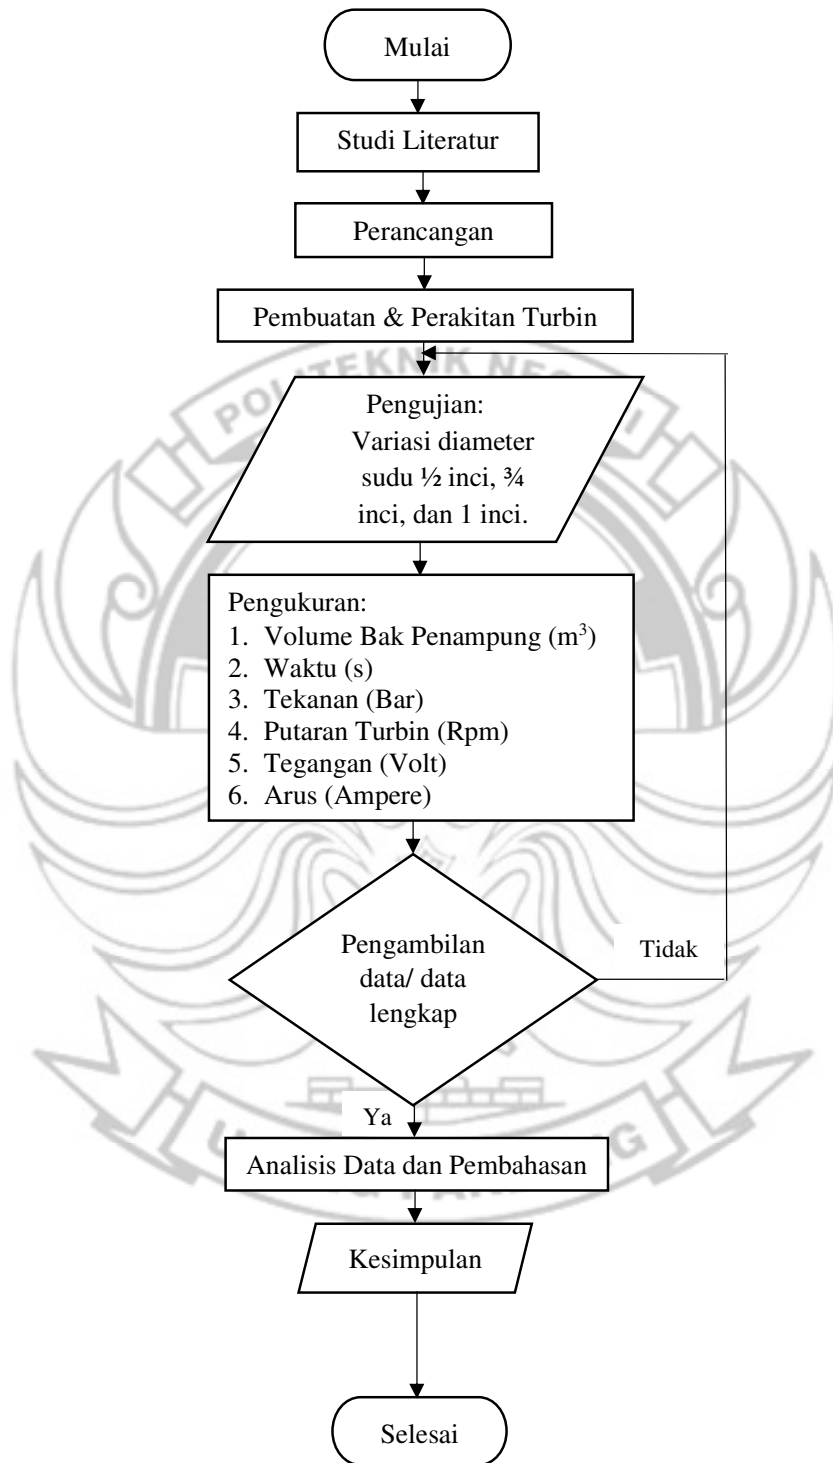 Mulai
Studi Literatur
Perancangan
Pembuatan & Perakitan Turbin
POLITEKNIK
Pengujian:
Variasi diameter
sudu ½ inci, ¾
inci, dan 1 inci.
Pengukuran:
1. Volume Bak Penampung (m³)
2. Waktu (s)
3. Tekanan (Bar)
4. Putaran Turbin (Rpm)
5. Tegangan (Volt)
6. Arus (Ampere)
Pengambilan
data/ data
lengkap
Tidak
Ya
Analisis Data dan Pembahasan
Kesimpulan
Selesai